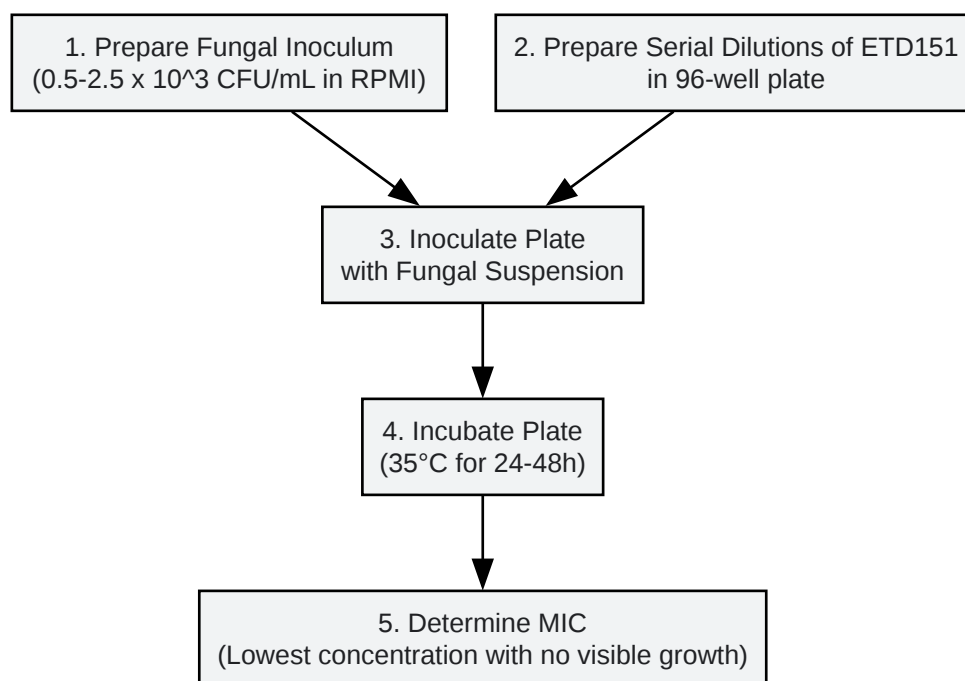 1. Prepare Fungal Inoculum
(0.5-2.5 x 10^3 CFU/mL in RPMI)
2. Prepare Serial Dilutions of ETD151
in 96-well plate
3. Inoculate Plate
with Fungal Suspension
4. Incubate Plate
(35°C for 24-48h)
5. Determine MIC
(Lowest concentration with no visible growth)